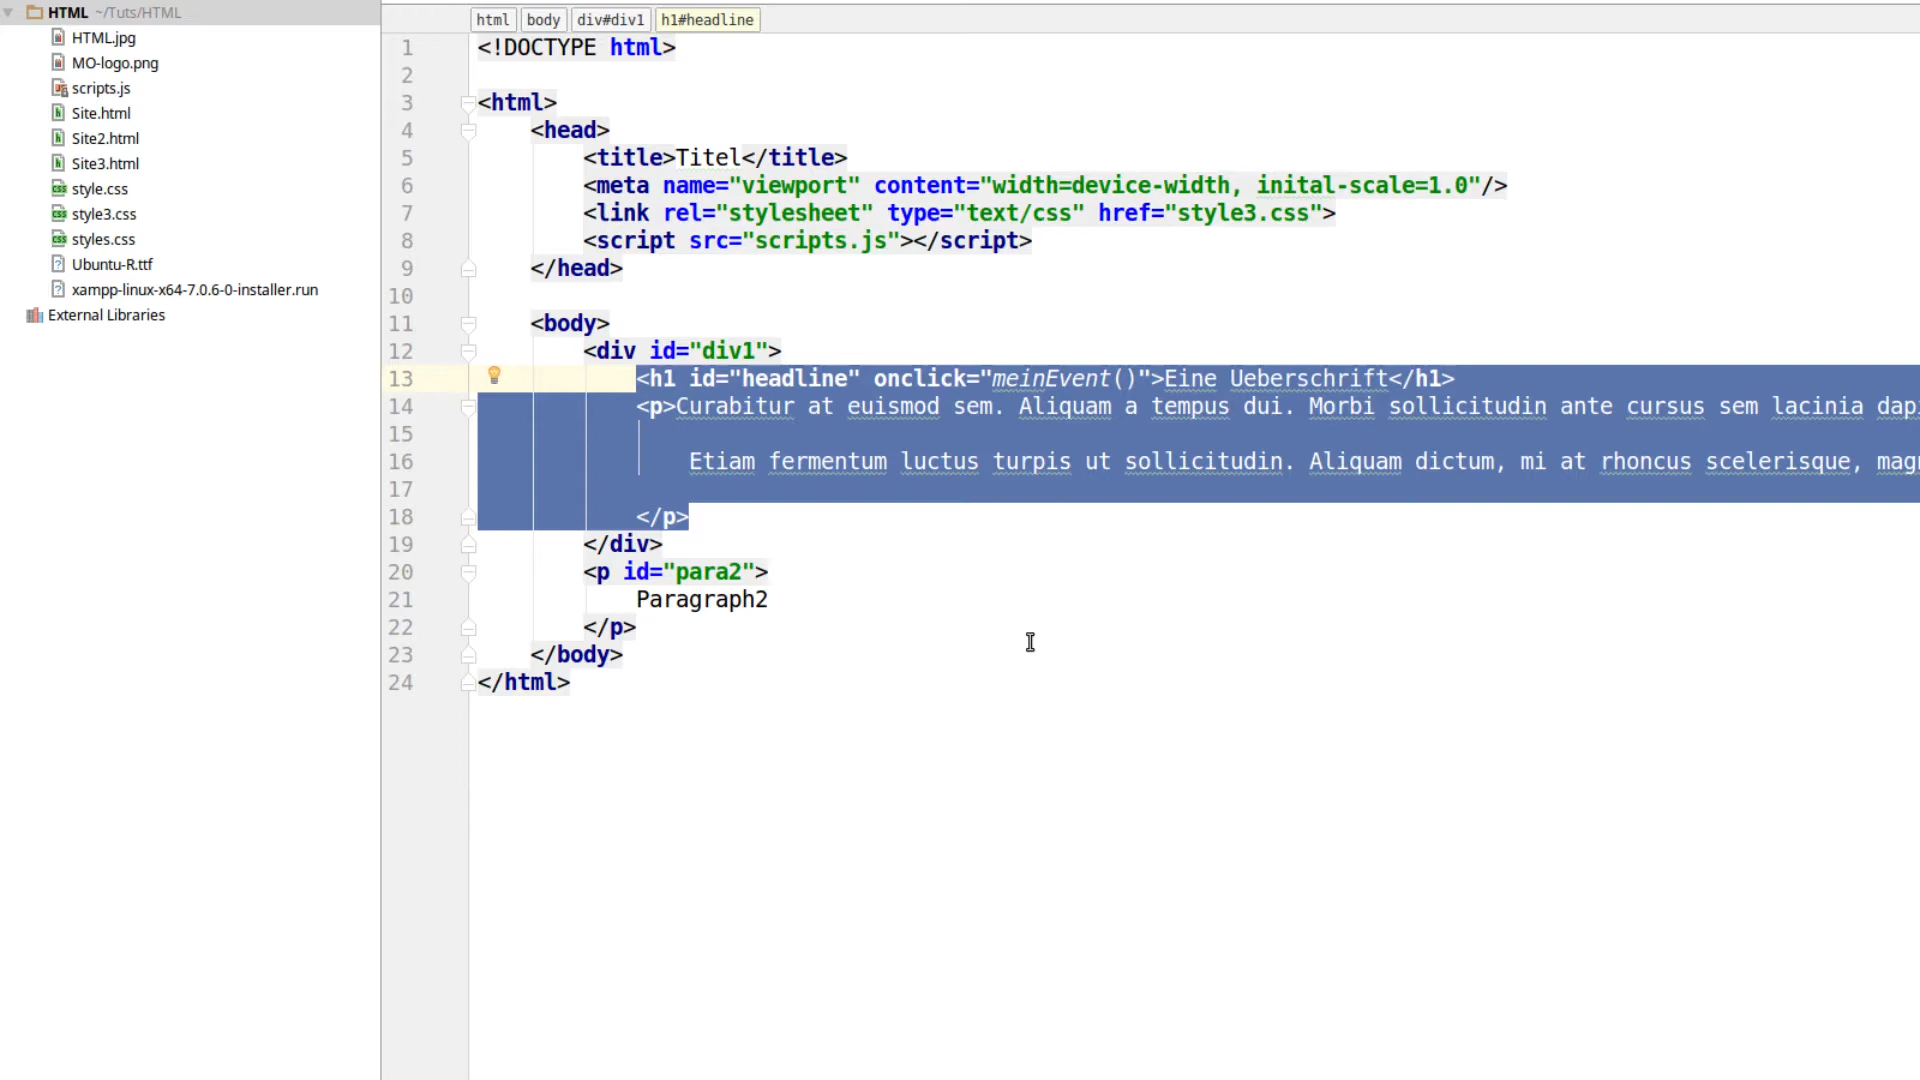 HTML ~/Tuts/HTML
HTML.jpg
MO-logo.png
scripts.js
Site.html
Site2.html
Site3.html
style.css
style3.css
styles.css
Ubuntu-R.ttf
xampp-linux-x64-7.0.6-0-installer.run
External Libraries
html body div#div1 h1#headline
1 <!DOCTYPE html>
2
3 <html>
4 <head>
5 <title>Titel</title>
6 <meta name="viewport" content="width=device-width, inital-scale=1.0"/>
7 <link rel="stylesheet" type="text/css" href="style3.css">
8 <script src="scripts.js"></script>
9 </head>
10
11 <body>
12 <div id="div1">
13 <h1 id="headline" onclick="meinEvent()">Eine Ueberschrift</h1>
14 <p>Curabitur at euismod sem. Aliquam a tempus dui. Morbi sollicitudin ante cursus sem lacinia
15
16 Etiam fermentum luctus turpis ut sollicitudin. Aliquam dictum, mi at rhoncus scelerisque,
17
18 </p>
19 </div>
20 <p id="para2">
21 Paragraph2
22 </p>
23 </body>
24 </html>